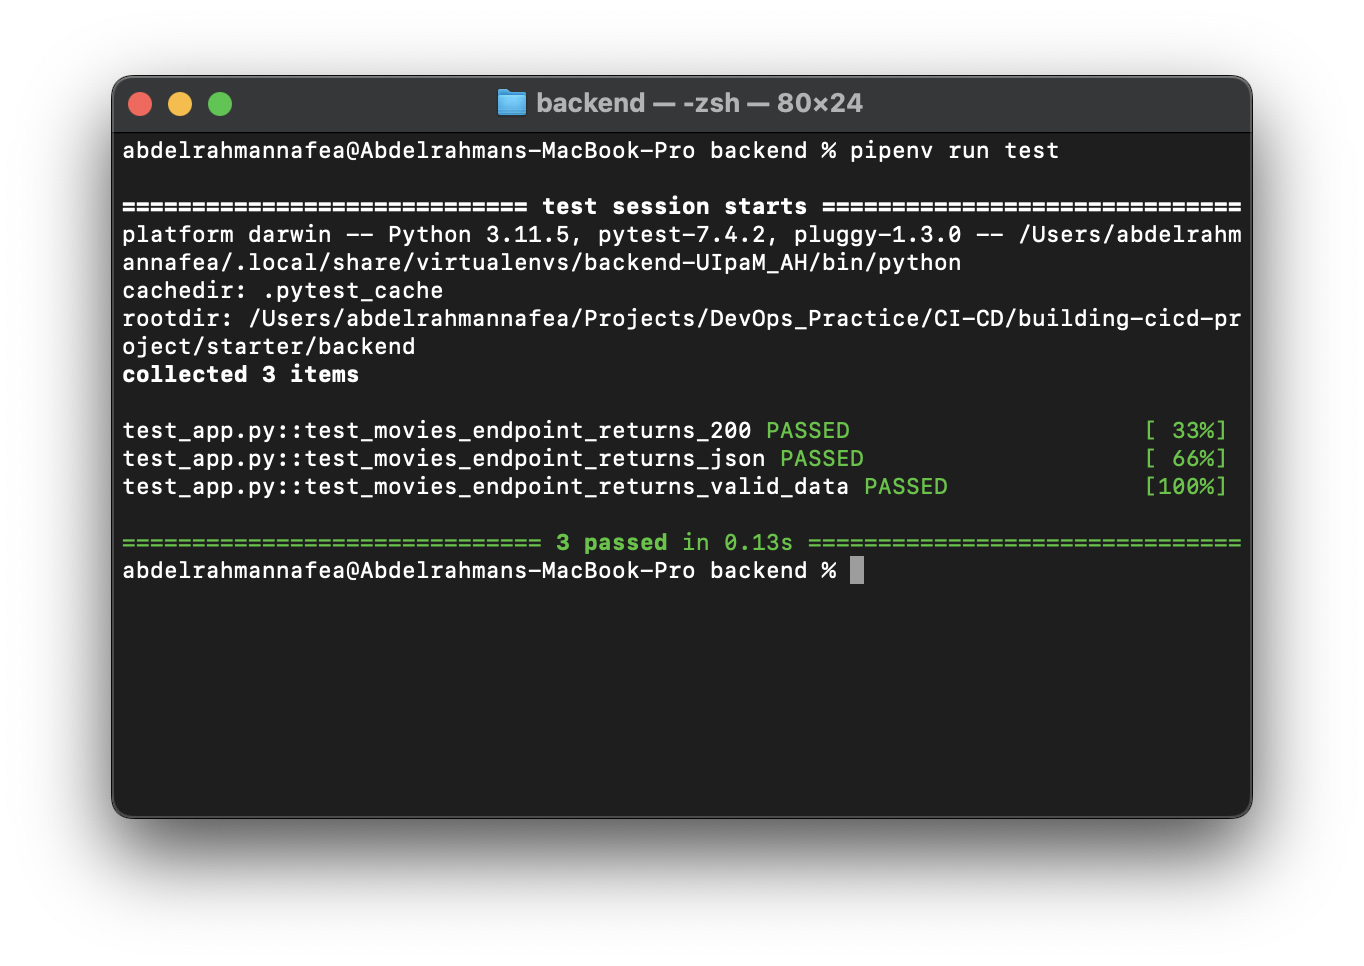 backend — -zsh — 80×24
abdelrahmannafea@Abdelrahmans-MacBook-Pro backend % pipenv run test
============================= test session starts ==============================
platform darwin -- Python 3.11.5, pytest-7.4.2, pluggy-1.3.0 -- /Users/abdelrahm
annafea/.local/share/virtualenvs/backend-UIpaM_AH/bin/python
cachedir: .pytest_cache
rootdir: /Users/abdelrahmannafea/Projects/DevOps_Practice/CI-CD/building-cicd-pr
oject/starter/backend
collected 3 items
test_app.py::test_movies_endpoint_returns_200 PASSED [ 33%]
test_app.py::test_movies_endpoint_returns_json PASSED [ 66%]
test_app.py::test_movies_endpoint_returns_valid_data PASSED [100%]
============================== 3 passed in 0.13s ===============================
abdelrahmannafea@Abdelrahmans-MacBook-Pro backend %